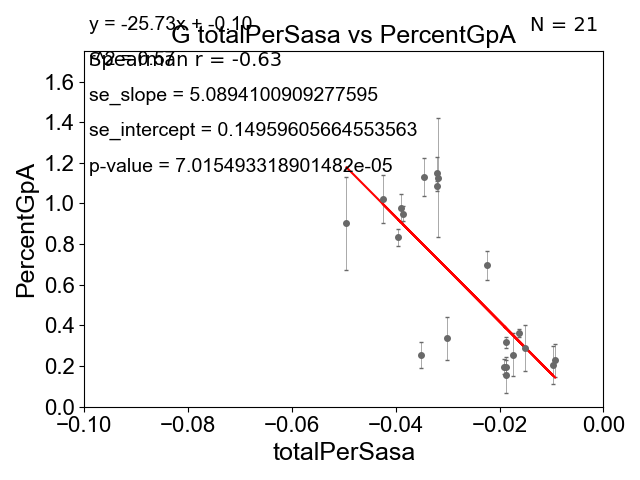 y = -25.73x + -0.10
N = 21
G totalPerSasa vs PercentGpA
Spearman r = -0.63
se_slope = 5.0894100909277595
se_intercept = 0.14959605664553563
p-value = 7.015493318901482e-05
PercentGpA
1.6
1.4
1.2
1.0
0.8
0.6
0.4
0.2
0.0
−0.10 −0.08 −0.06 −0.04 −0.02 0.00
totalPerSasa